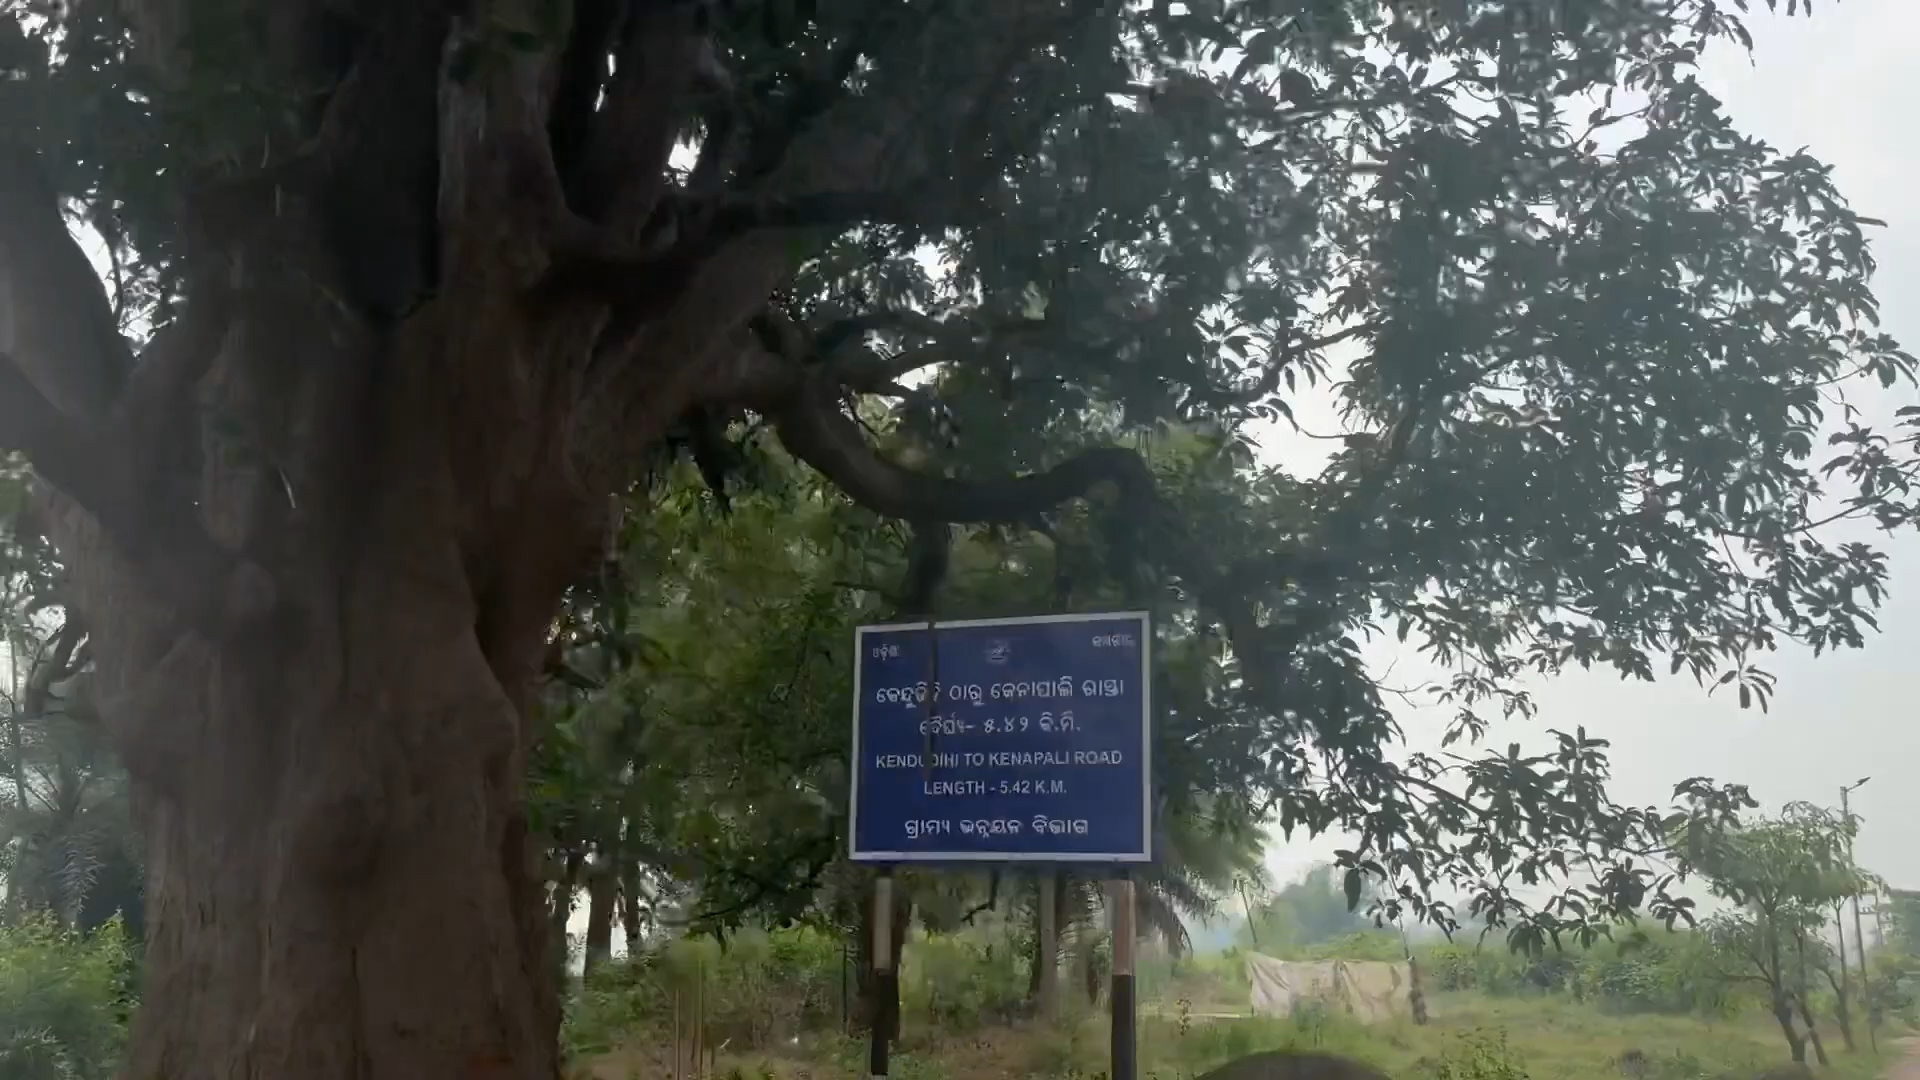 ଓଡ଼ିଶା
କେନ୍ଦୁଡିହି ଠାରୁ କେନାପାଲି ରାସ୍ତା
ଦୈର୍ଘ୍ୟ- ୫.୪୨ କି.ମି.
KENDUDIHI TO KENAPALI ROAD
LENGTH - 5.42 K.M.
ଗ୍ରାମ୍ୟ ଉନ୍ନୟନ ବିଭାଗ